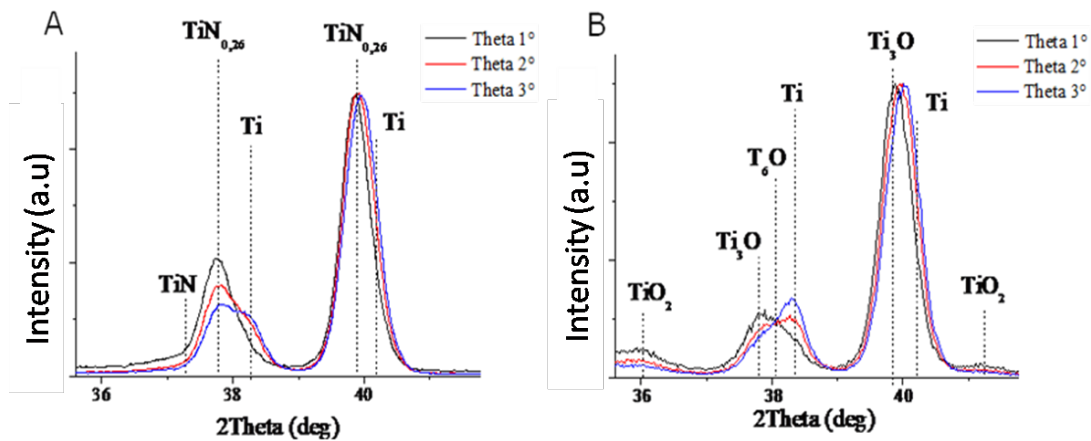 A
TiN0,26
TiN0,26
Theta 1°
Theta 2°
Theta 3°
Ti
Ti
TiN
Intensity (a.u)
36
38
40
2Theta (deg)
B
Ti3O
Theta 1°
Theta 2°
Theta 3°
Ti
Ti
T6O
Ti3O
TiO2
TiO2
Intensity (a.u)
36
38
40
2Theta (deg)